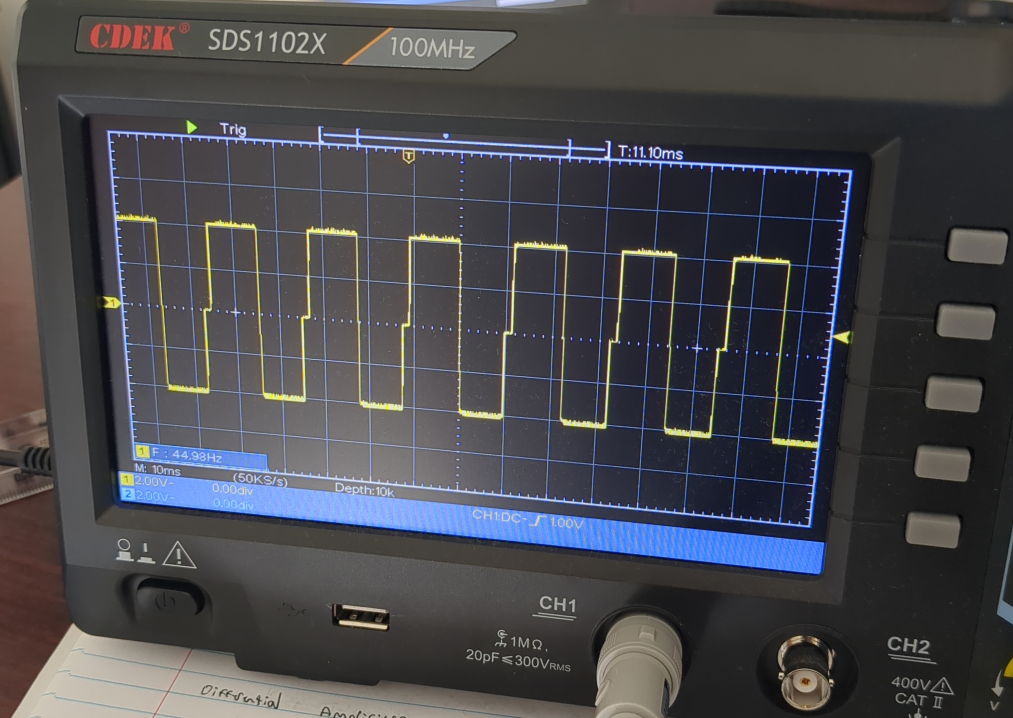 CDEK® SDS1102X 100MHz
Trig T:11.10ms
T
1
1 F : 44.98Hz
M: 10ms (50KS/s) Depth:10k
1 2.00V~ 0.00div
2 2.00V~ 0.00div
CH1:DC- 1.00V
CH1
1MΩ,
20pF≤300VRMS
CH2
400V
CAT II
V
Differential